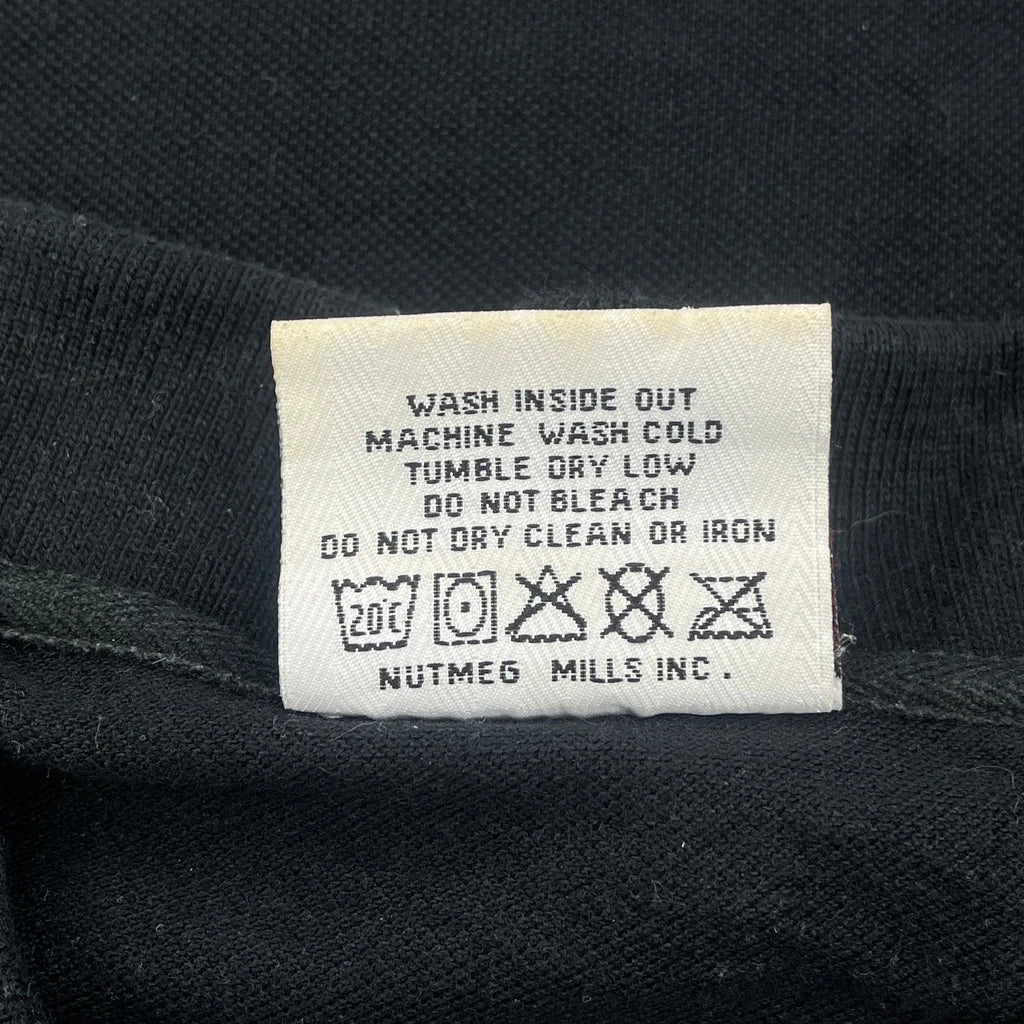 WASH INSIDE OUT
MACHINE WASH COLD
TUMBLE DRY LOW
DO NOT BLEACH
DO NOT DRY CLEAN OR IRON
20C
NUTMEG MILLS INC.